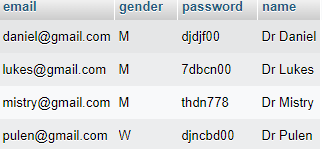 email gender password name
daniel@gmail.com M djdjf00 Dr Daniel
lukes@gmail.com M 7dbcn00 Dr Lukes
mistry@gmail.com M thdn778 Dr Mistry
pulen@gmail.com W djncbd00 Dr Pulen